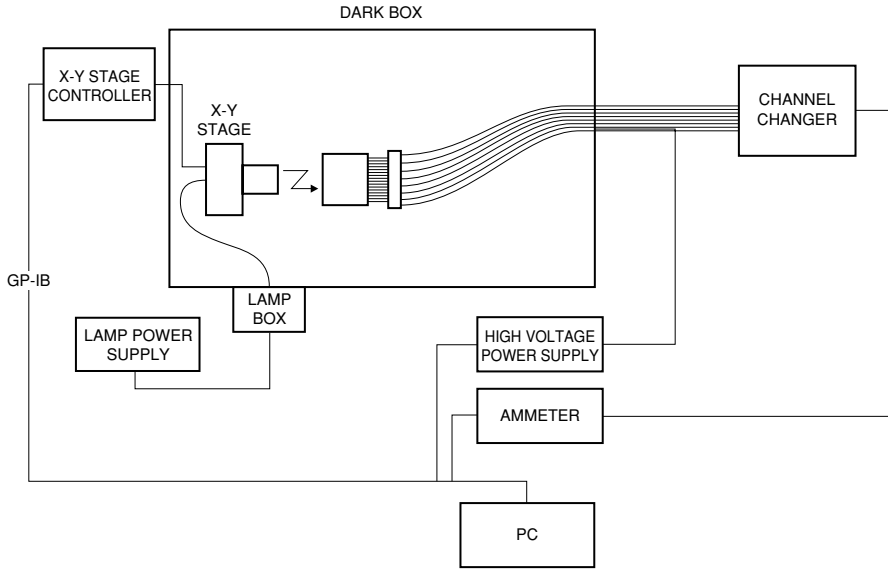 DARK BOX
X-Y STAGE
CONTROLLER
X-Y
STAGE
CHANNEL
CHANGER
GP-IB
LAMP
BOX
LAMP POWER
SUPPLY
HIGH VOLTAGE
POWER SUPPLY
AMMETER
PC